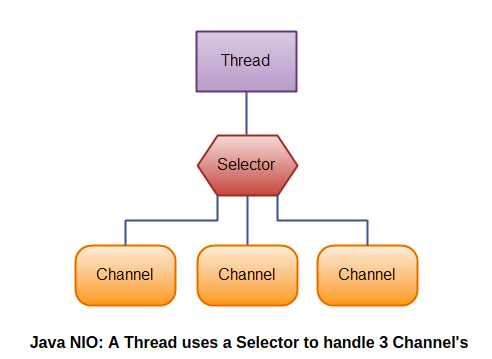 Thread
Selector
Channel
Channel
Channel
Java NIO: A Thread uses a Selector to handle 3 Channel's